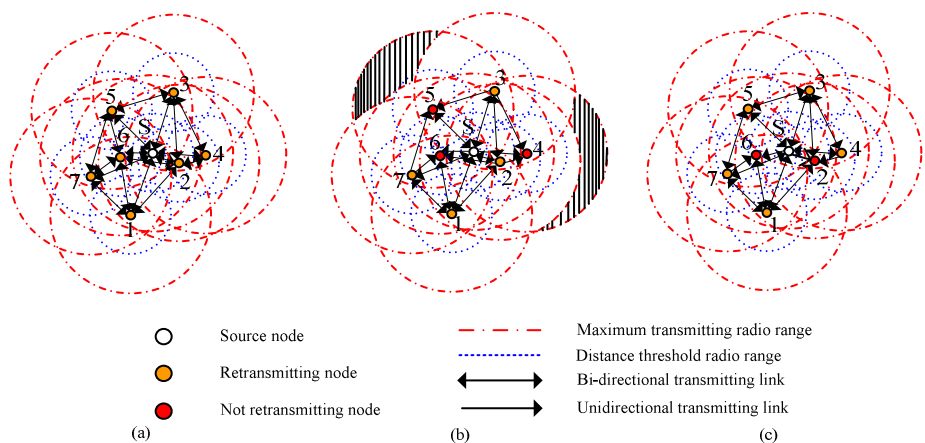 3
5
S
6
4
7
2
1
3
5
S
6
4
7
2
1
3
5
S
6
4
7
2
1
Source node
Retransmitting node
Not retransmitting node
Maximum transmitting radio range
Distance threshold radio range
Bi-directional transmitting link
Unidirectional transmitting link
(a)
(b)
(c)